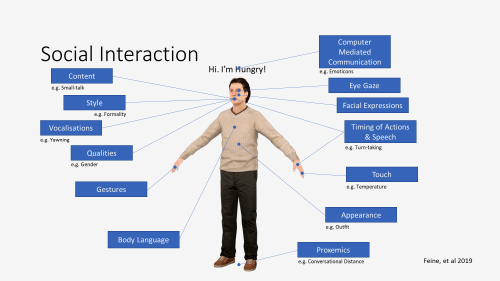 Social Interaction
Hi. I'm Hungry!
Content
e.g. Small-talk
Style
e.g. Formality
Vocalisations
e.g. Yawning
Qualities
e.g. Gender
Gestures
Body Language
Computer
Mediated
Communication
e.g. Emoticons
Eye Gaze
Facial Expressions
Timing of Actions
& Speech
e.g. Turn-taking
Touch
e.g. Temperature
Appearance
e.g. Outfit
Proxemics
e.g. Conversational Distance
Feine, et al 2019